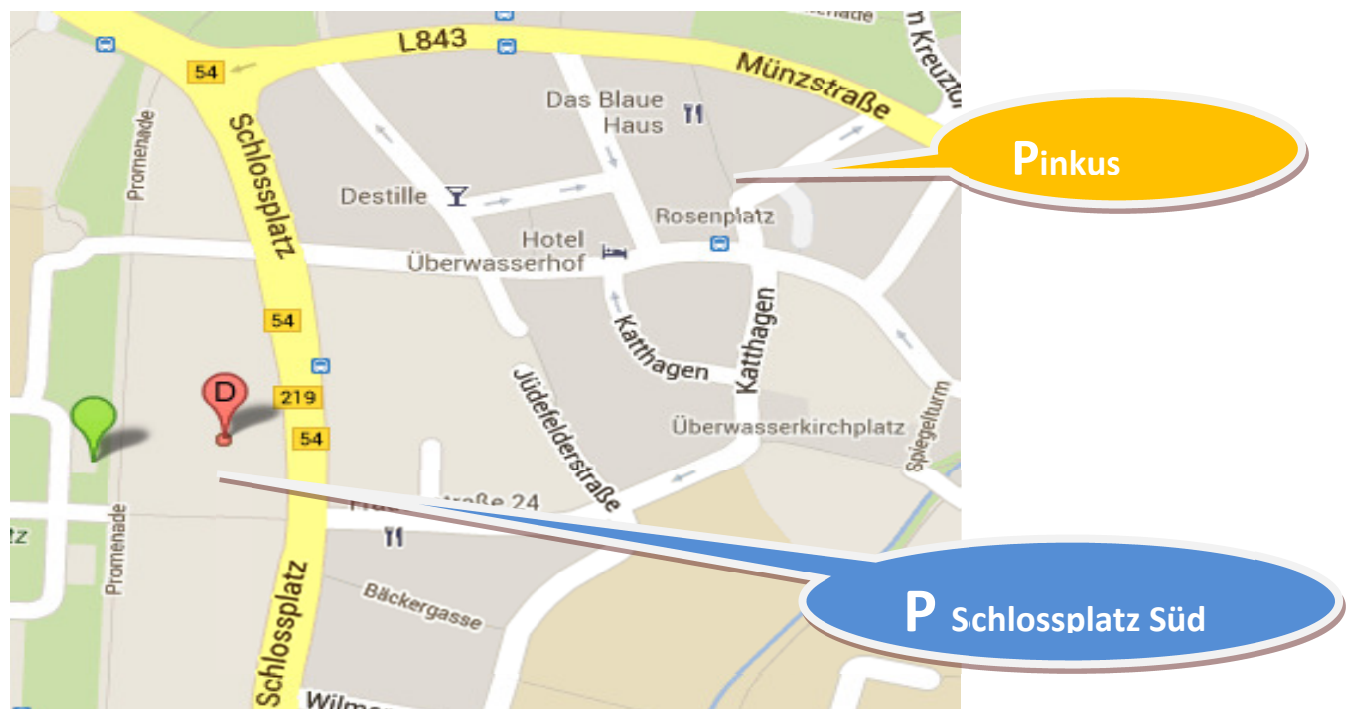 L843
54
Münzstraße
Promenade
Schlossplatz
Das Blaue
Haus
Pinkus
Destille
Rosenplatz
Hotel
Überwasserhof
54
Katthagen
Katthagen
D
219
54
Jüdefelderstraße
Überwasserkirchplatz
Spiegelturm
24
Promenade
Schlossplatz
Bäckergasse
P Schlossplatz Süd